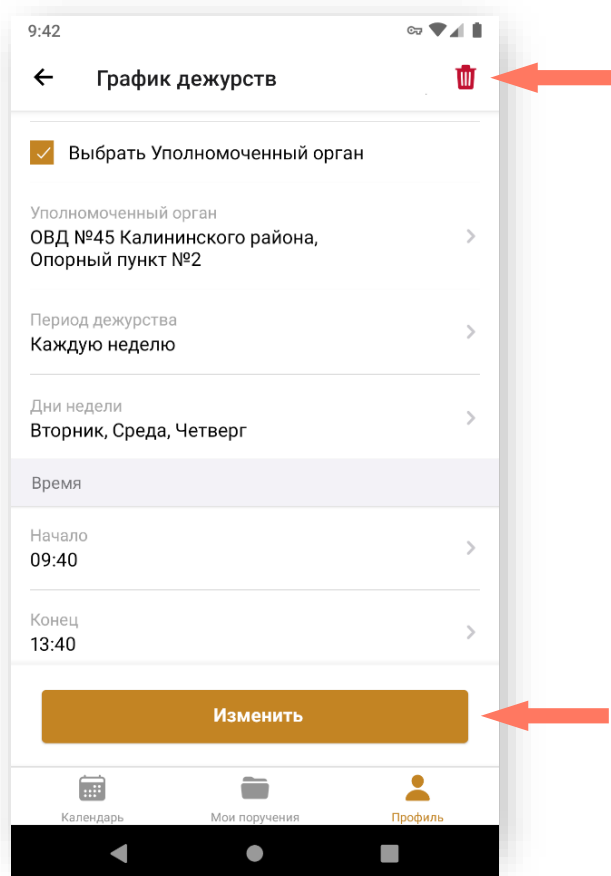 9:42
График дежурств
Выбрать Уполномоченный орган
Уполномоченный орган
ОВД №45 Калининского района,
Опорный пункт №2
Период дежурства
Каждую неделю
Дни недели
Вторник, Среда, Четверг
Время
Начало
09:40
Конец
13:40
Изменить
Календарь Мои поручения Профиль